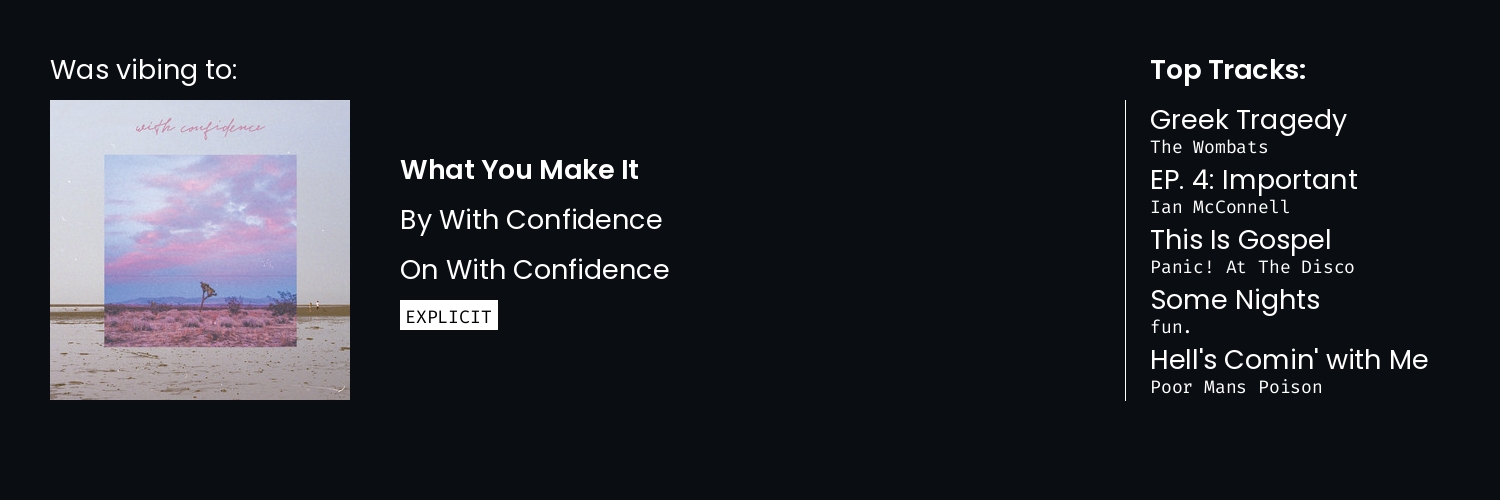 Was vibing to:
with confidence
What You Make It
By With Confidence
On With Confidence
EXPLICIT
Top Tracks:
Greek Tragedy
The Wombats
EP. 4: Important
Ian McConnell
This Is Gospel
Panic! At The Disco
Some Nights
fun.
Hell's Comin' with Me
Poor Mans Poison